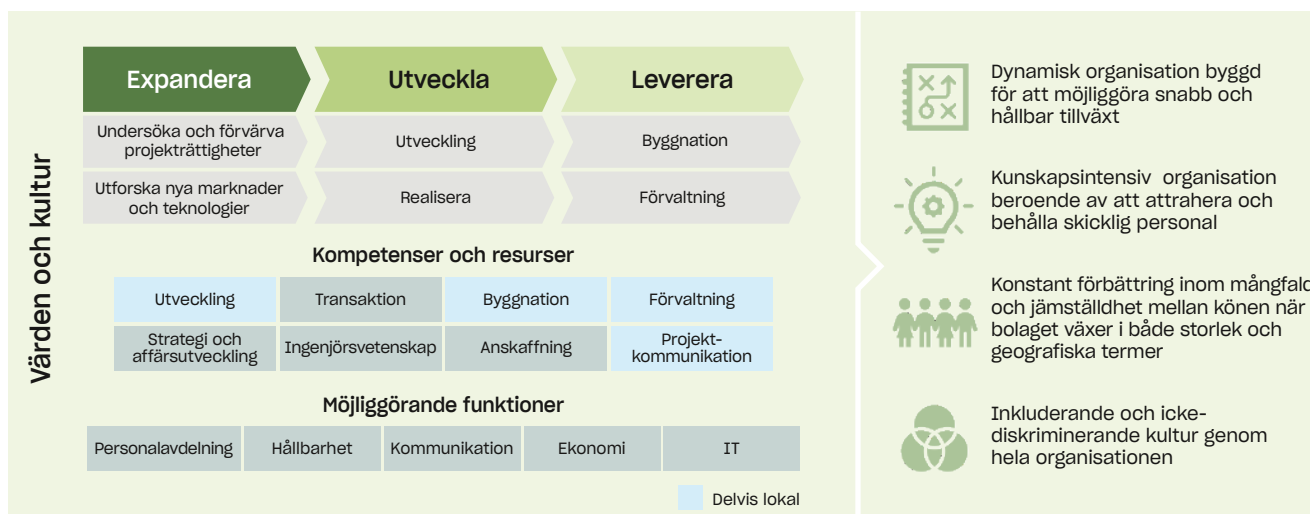 Värden och kultur
Expandera
Utveckla
Leverera
Undersöka och förvärva
projekträttigheter
Utveckling
Byggnation
Utforska nya marknader
och teknologier
Realisera
Förvaltning
Kompetenser och resurser
Utveckling
Transaktion
Byggnation
Förvaltning
Strategi och
affärsutveckling
Ingenjörsvetenskap
Anskaffning
Projekt-
kommunikation
Möjliggörande funktioner
Personalavdelning
Hållbarhet
Kommunikation
Ekonomi
IT
Delvis lokal
Dynamisk organisation byggd
för att möjliggöra snabb och
hållbar tillväxt
Kunskapsintensiv organisation
beroende av att attrahera och
behålla skicklig personal
Konstant förbättring inom mångfald
och jämställdhet mellan könen när
bolaget växer i både storlek och
geografiska termer
Inkluderande och icke-
diskriminerande kultur genom
hela organisationen